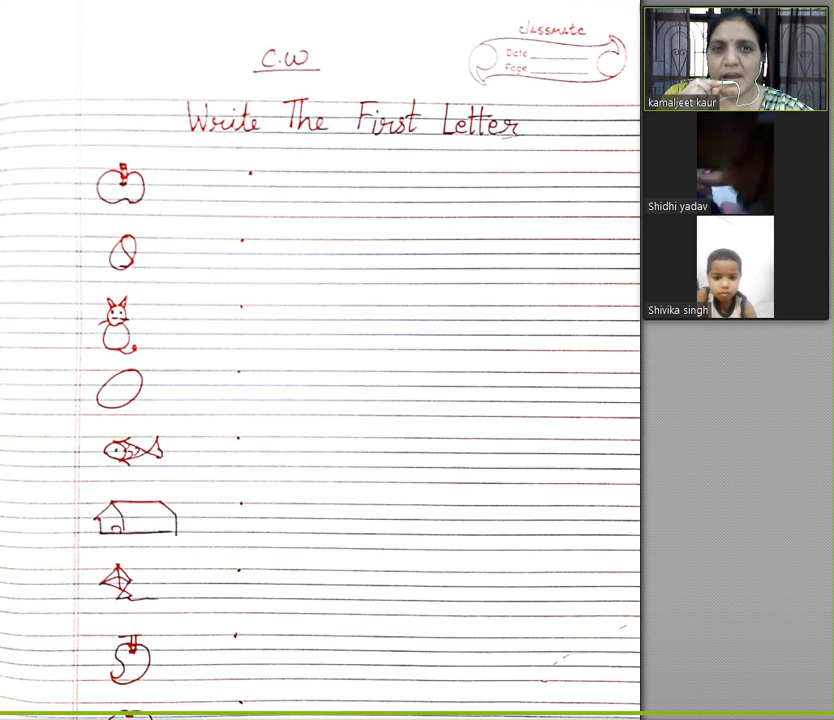 classmate
Date
Page
C.W
Write The First Letter
kamaljeet kaur
Shidhi yadav
Shivika singh